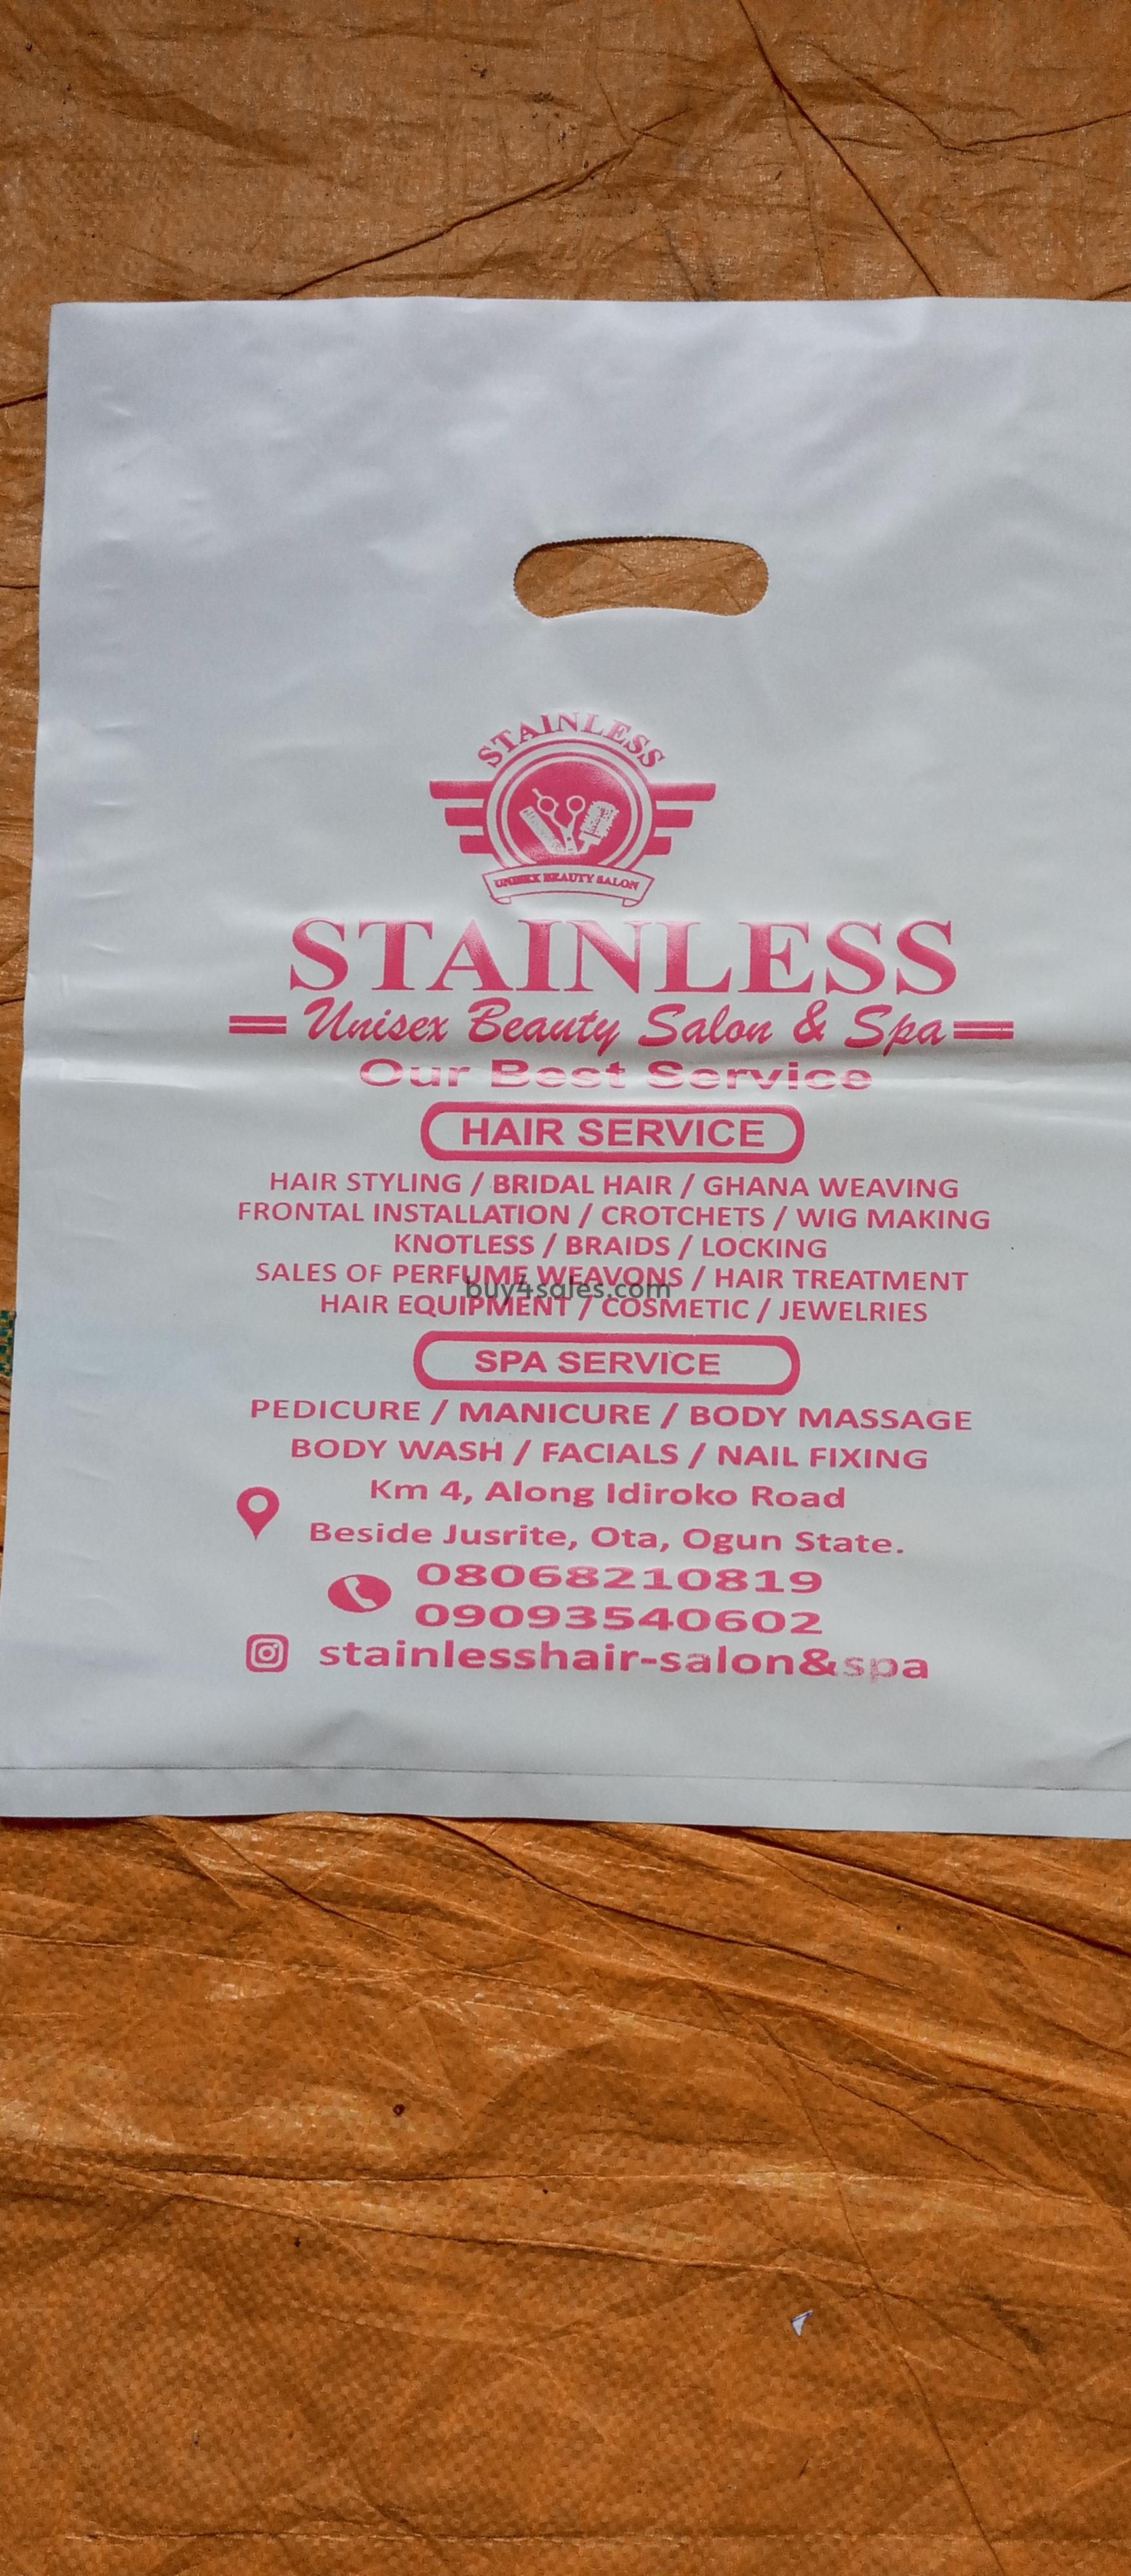 STAINLESS
UNISEX BEAUTY SALON
STAINLESS
Unisex Beauty Salon & Spa
Our Best Service
HAIR SERVICE
HAIR STYLING / BRIDAL HAIR / GHANA WEAVING
FRONTAL INSTALLATION / CROTCHETS / WIG MAKING
KNOTLESS / BRAIDS / LOCKING
SALES OF PERFUME WEAVONS / HAIR TREATMENT
buy4sales.com
HAIR EQUIPMENT / COSMETIC / JEWELRIES
SPA SERVICE
PEDICURE / MANICURE / BODY MASSAGE
BODY WASH / FACIALS / NAIL FIXING
Km 4, Along Idiroko Road
Beside Jusrite, Ota, Ogun State.
08068210819
09093540602
stainlesshair-salon&spa